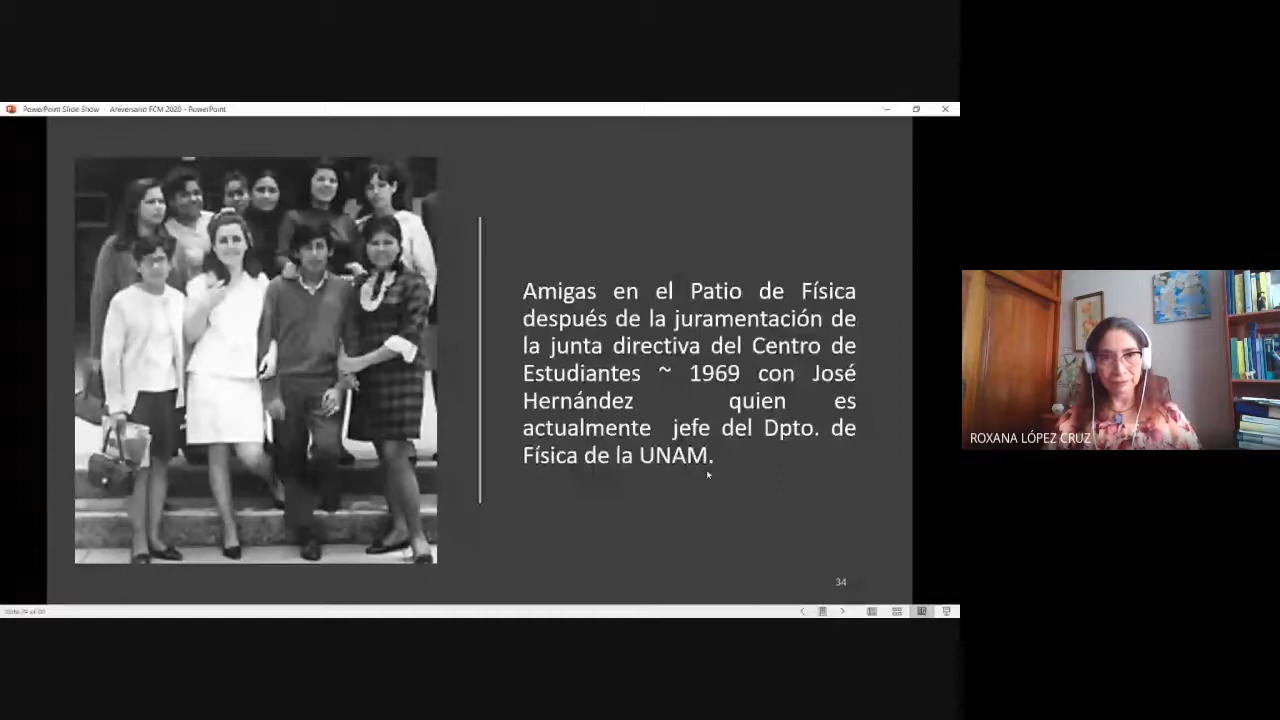 PowerPoint Slide Show - Aniversario FCM 2020 - PowerPoint
Amigas en el Patio de Física
después de la juramentación de
la junta directiva del Centro de
Estudiantes ~ 1969 con José
Hernández quien es
actualmente jefe del Dpto. de
Física de la UNAM.
ROXANA LÓPEZ CRUZ
34